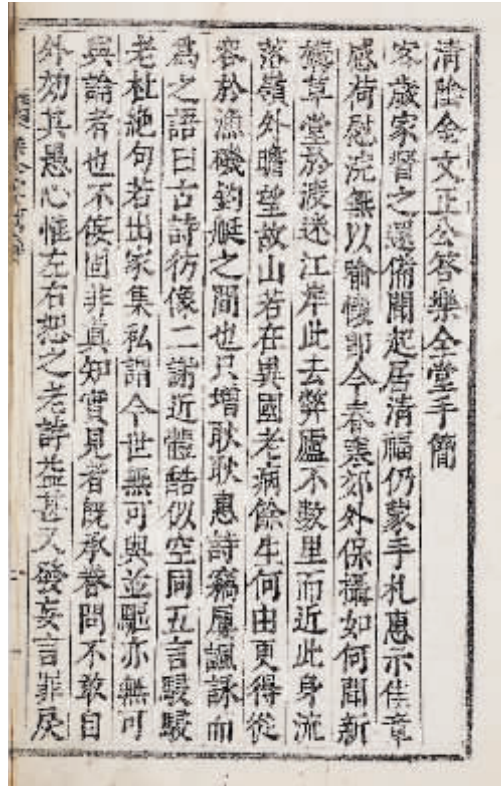 清陰金文正公答樂全堂手簡
客歲家督之還備聞起居清福仍蒙手札惠示佳章
感荷慰浣無以喻懷卽今春寒郊外保攝如何聞新
搆草堂於渡迷江岸此去弊廬不數里而近此身流
落嶺外瞻望故山若在異國老病餘生何由更得從
容於漁磯釣艇之間也只增耿耿惠詩竊屢諷詠而
爲之語曰古詩彷像二謝近體酷似空同五言駸駸
老杜絶句若出家集私謂今世無可與並驅亦無可
與論者也不侫固非眞知實見者旣承眷問不敢自
外効其愚心惟左右恕之老誖益甚又發妄言罪戾